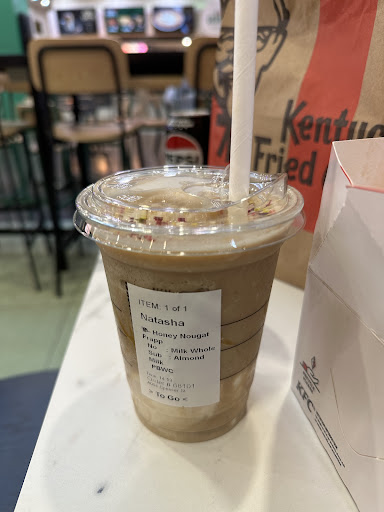 Kentuc
Fried
PEPSI
ITEM: 1 of 1
Natasha
Honey Nougat
Frapp
No : Milk Whole
Sub : Almond
Milk
PBWC
> To Go <
KFC